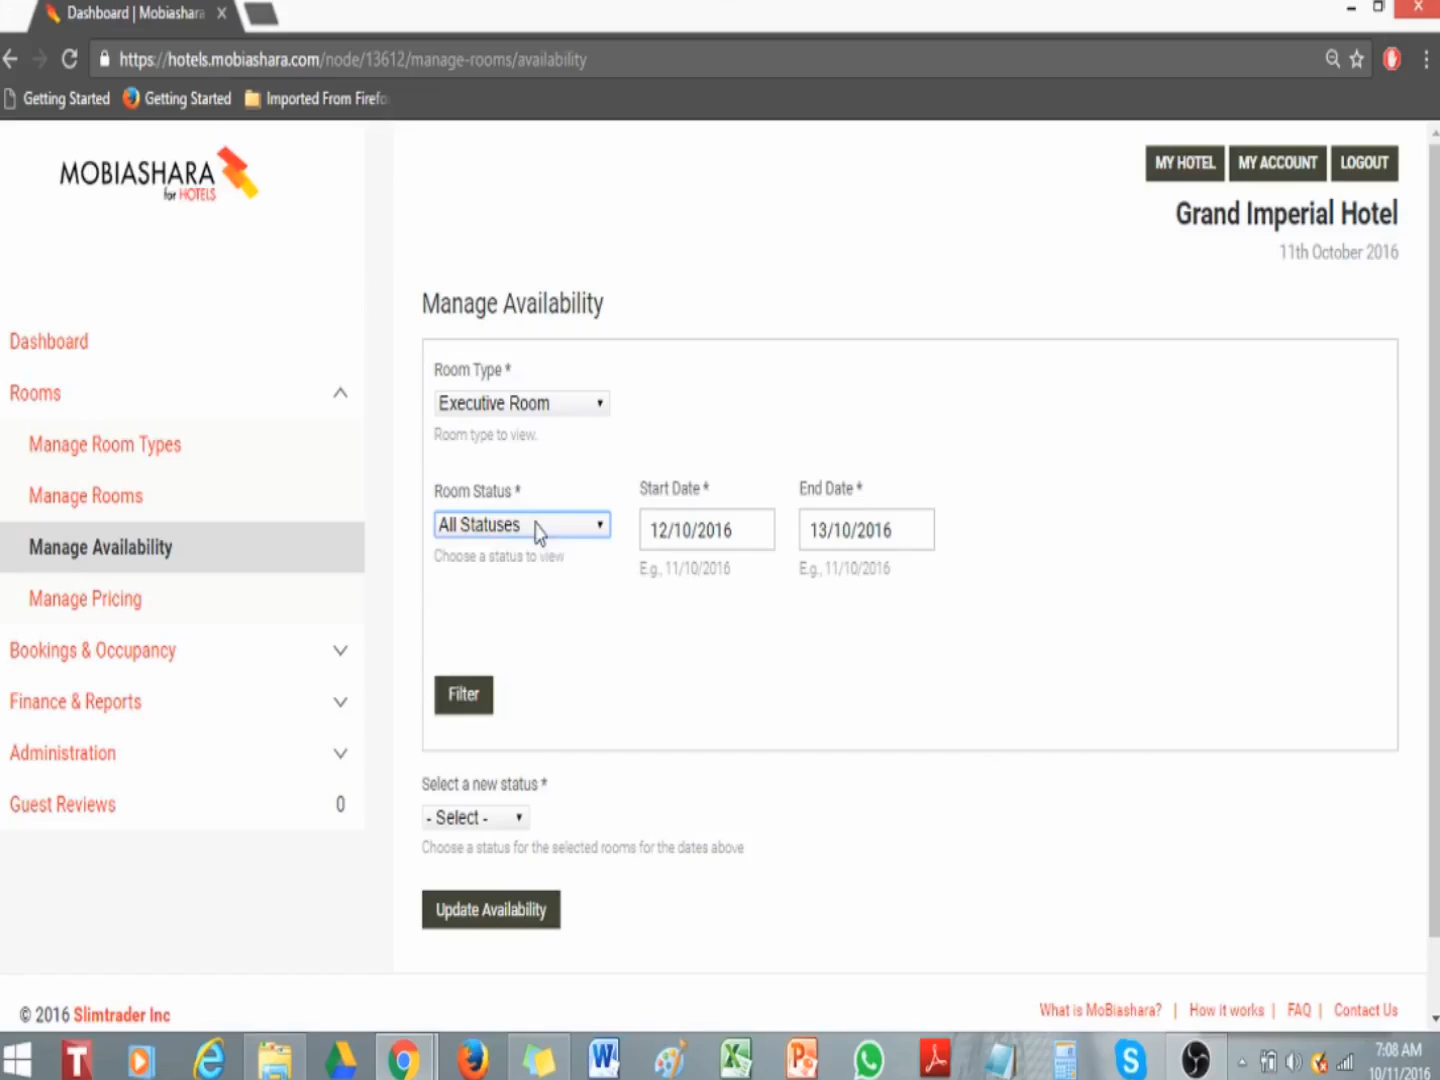 Dashboard | Mobiashara
https://hotels.mobiashara.com/node/13612/manage-rooms/availability
Getting Started
Getting Started
Imported From Firefo
MOBIASHARA
for HOTELS
MY HOTEL
MY ACCOUNT
LOGOUT
Grand Imperial Hotel
11th October 2016
Dashboard
Rooms
Manage Room Types
Manage Rooms
Manage Availability
Manage Pricing
Bookings & Occupancy
Finance & Reports
Administration
Guest Reviews 0
Manage Availability
Room Type *
Executive Room
Room type to view.
Room Status *
All Statuses
Choose a status to view
Start Date *
12/10/2016
E.g., 11/10/2016
End Date *
13/10/2016
E.g., 11/10/2016
Filter
Select a new status *
- Select -
Choose a status for the selected rooms for the dates above
Update Availability
© 2016 Slimtrader Inc
What is MoBiashara? | How it works | FAQ | Contact Us
7:08 AM
10/11/2016